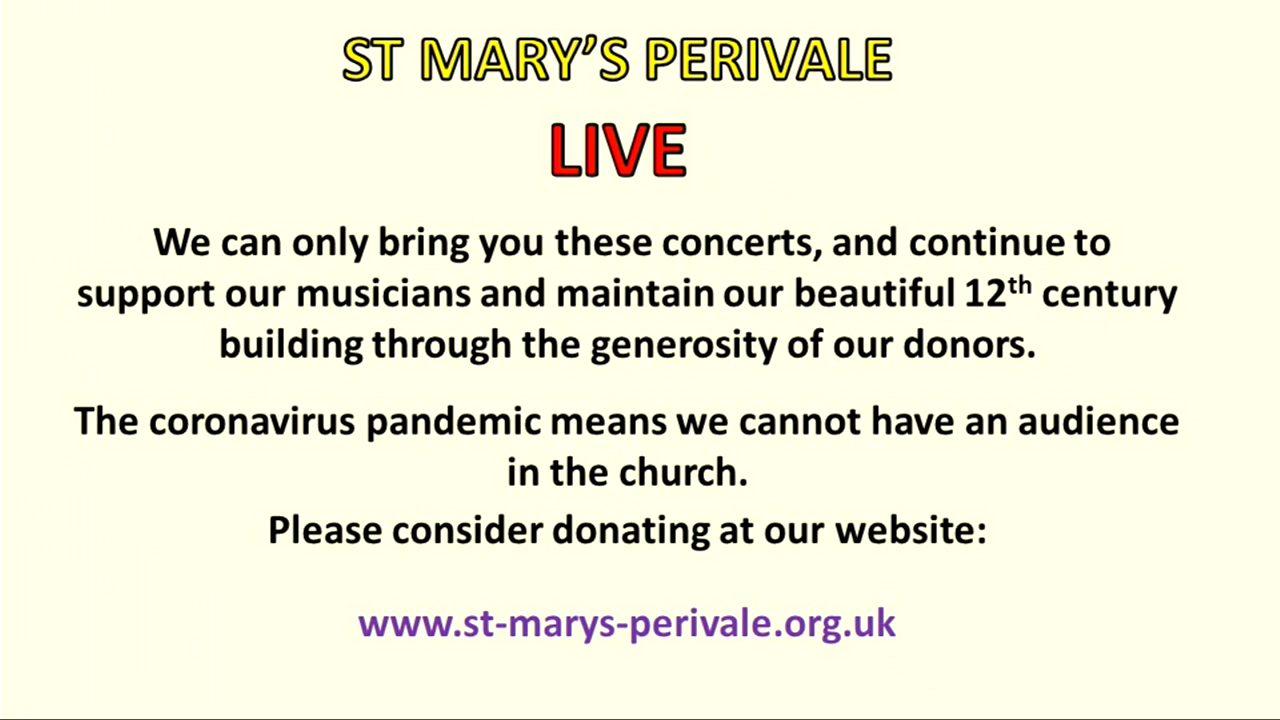 ST MARY’S PERIVALE
LIVE
We can only bring you these concerts, and continue to
support our musicians and maintain our beautiful 12th century
building through the generosity of our donors.
The coronavirus pandemic means we cannot have an audience
in the church.
Please consider donating at our website:
www.st-marys-perivale.org.uk